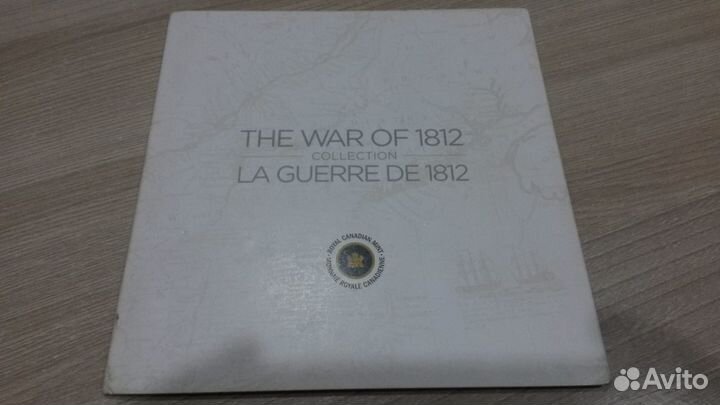 THE WAR OF 1812
COLLECTION
LA GUERRE DE 1812
ROYAL CANADIAN MINT
MONNAIE ROYALE CANADIENNE
Avito